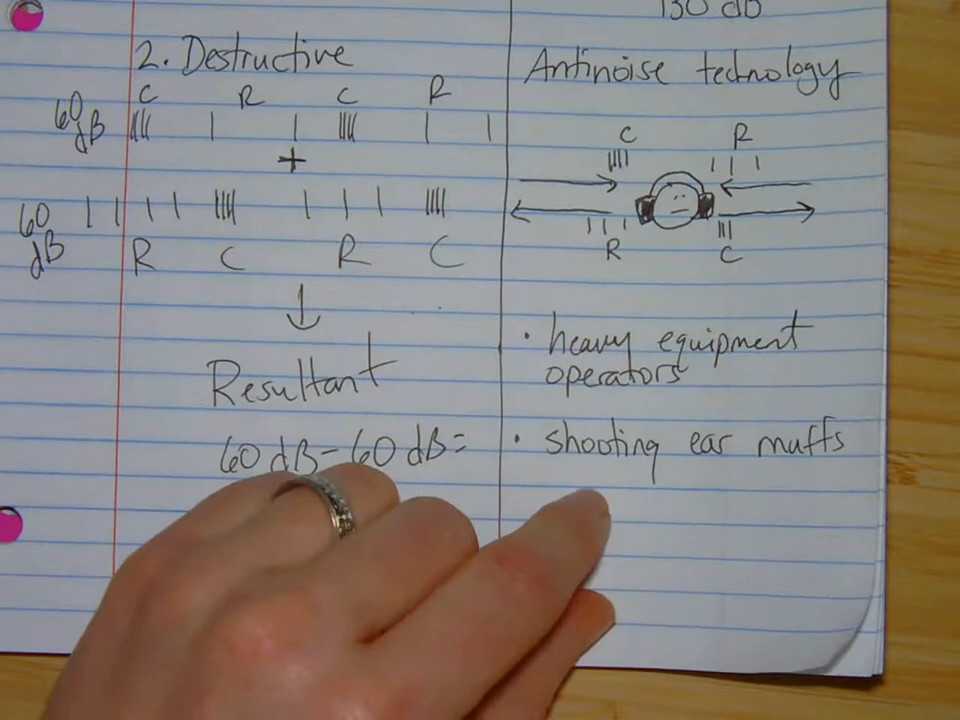 130 dB
2. Destructive
C R C R
60 dB
+
60 dB
R C R C
Resultant
60 dB - 60 dB =
Antinoise technology
C R
R C
· heavy equipment
operators
· shooting ear muffs